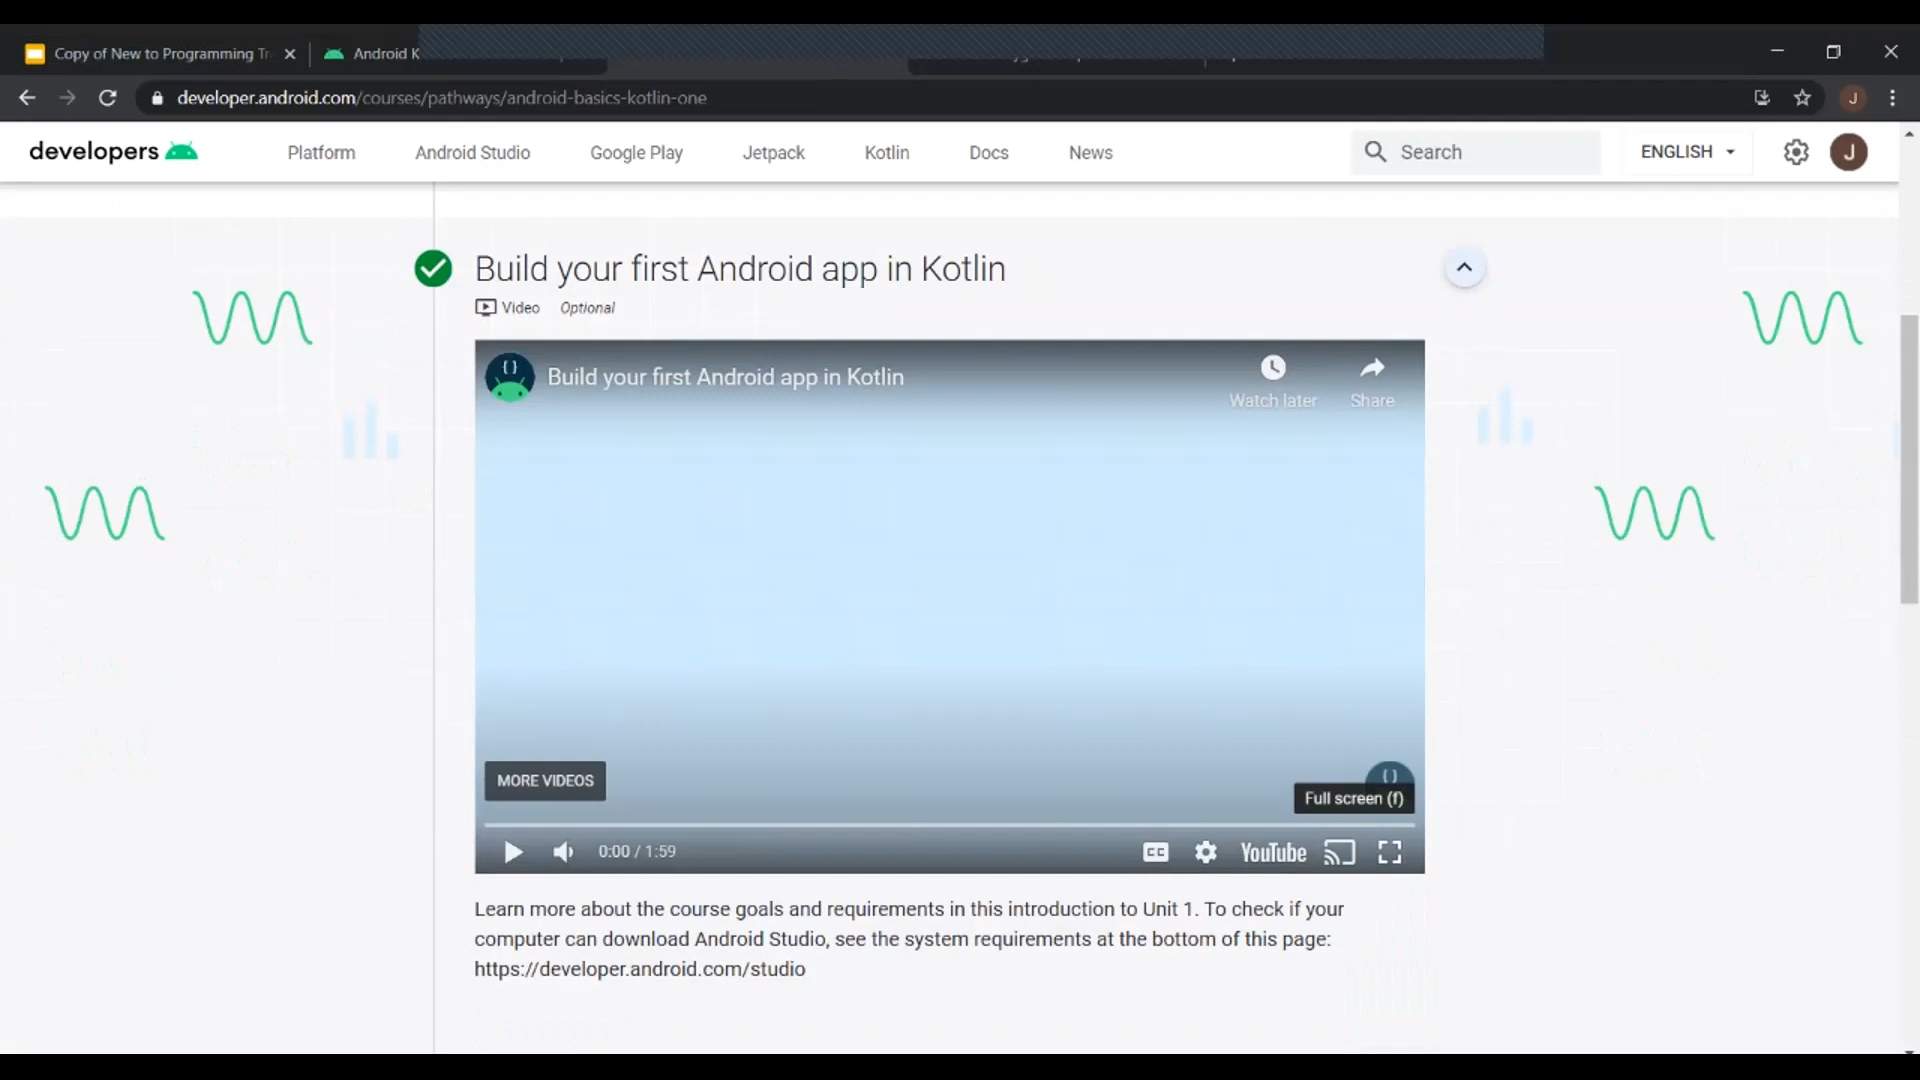 Copy of New to Programming Tr
Android K
developer.android.com/courses/pathways/android-basics-kotlin-one
J
developers
Platform
Android Studio
Google Play
Jetpack
Kotlin
Docs
News
Search
ENGLISH
J
Build your first Android app in Kotlin
Video Optional
Build your first Android app in Kotlin
Watch later
Share
MORE VIDEOS
Full screen (f)
0:00 / 1:59
CC
YouTube
Learn more about the course goals and requirements in this introduction to Unit 1. To check if your
computer can download Android Studio, see the system requirements at the bottom of this page:
https://developer.android.com/studio